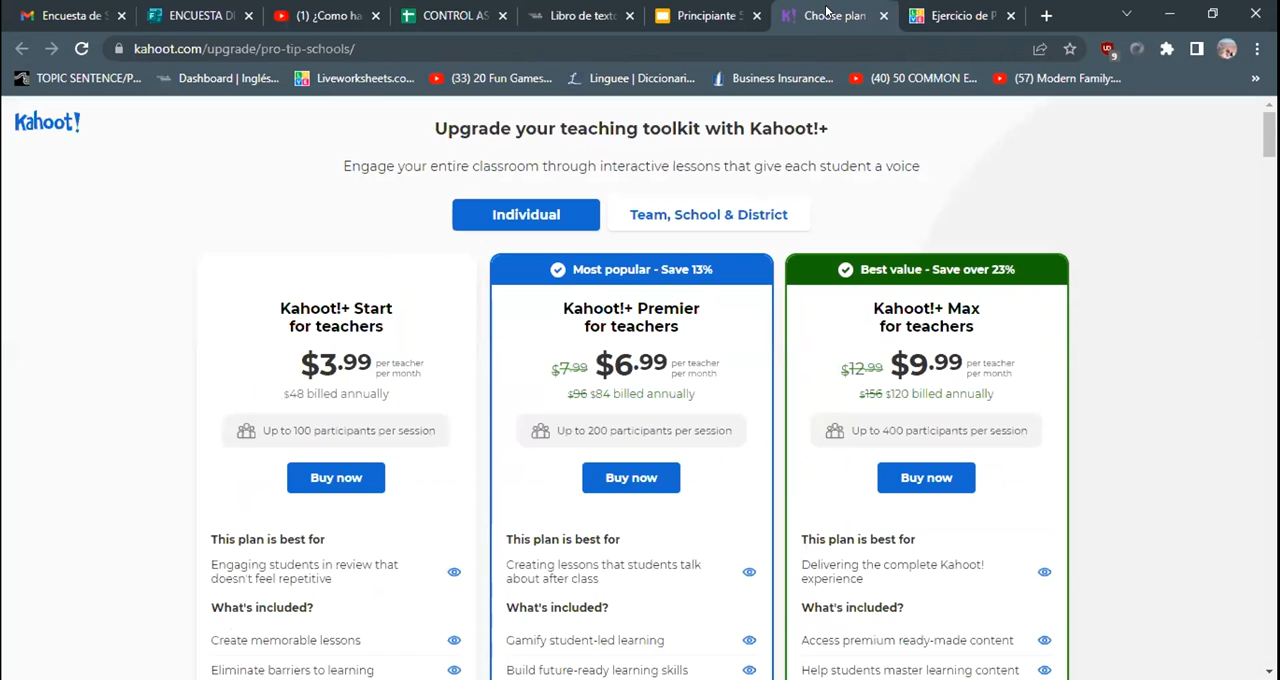 Encuesta de S
ENCUESTA DE
(1) ¿Como ha
CONTROL AS
Libro de texto
Principiante
Choose plan
Ejercicio de P
kahoot.com/upgrade/pro-tip-schools/
9
TOPIC SENTENCE/P...
Dashboard | Inglés...
Liveworksheets.co...
(33) 20 Fun Games...
Linguee | Diccionari...
Business Insurance...
(40) 50 COMMON E...
(57) Modern Family:...
»
Kahoot!
Upgrade your teaching toolkit with Kahoot!+
Engage your entire classroom through interactive lessons that give each student a voice
Individual
Team, School & District
Kahoot!+ Start
for teachers
$3.99 per teacher
per month
$48 billed annually
Up to 100 participants per session
Buy now
This plan is best for
Engaging students in review that
doesn't feel repetitive
What's included?
Create memorable lessons
Eliminate barriers to learning
Most popular - Save 13%
Kahoot!+ Premier
for teachers
$7.99 $6.99 per teacher
per month
$96 $84 billed annually
Up to 200 participants per session
Buy now
This plan is best for
Creating lessons that students talk
about after class
What's included?
Gamify student-led learning
Build future-ready learning skills
Best value - Save over 23%
Kahoot!+ Max
for teachers
$12.99 $9.99 per teacher
per month
$156 $120 billed annually
Up to 400 participants per session
Buy now
This plan is best for
Delivering the complete Kahoot!
experience
What's included?
Access premium ready-made content
Help students master learning content